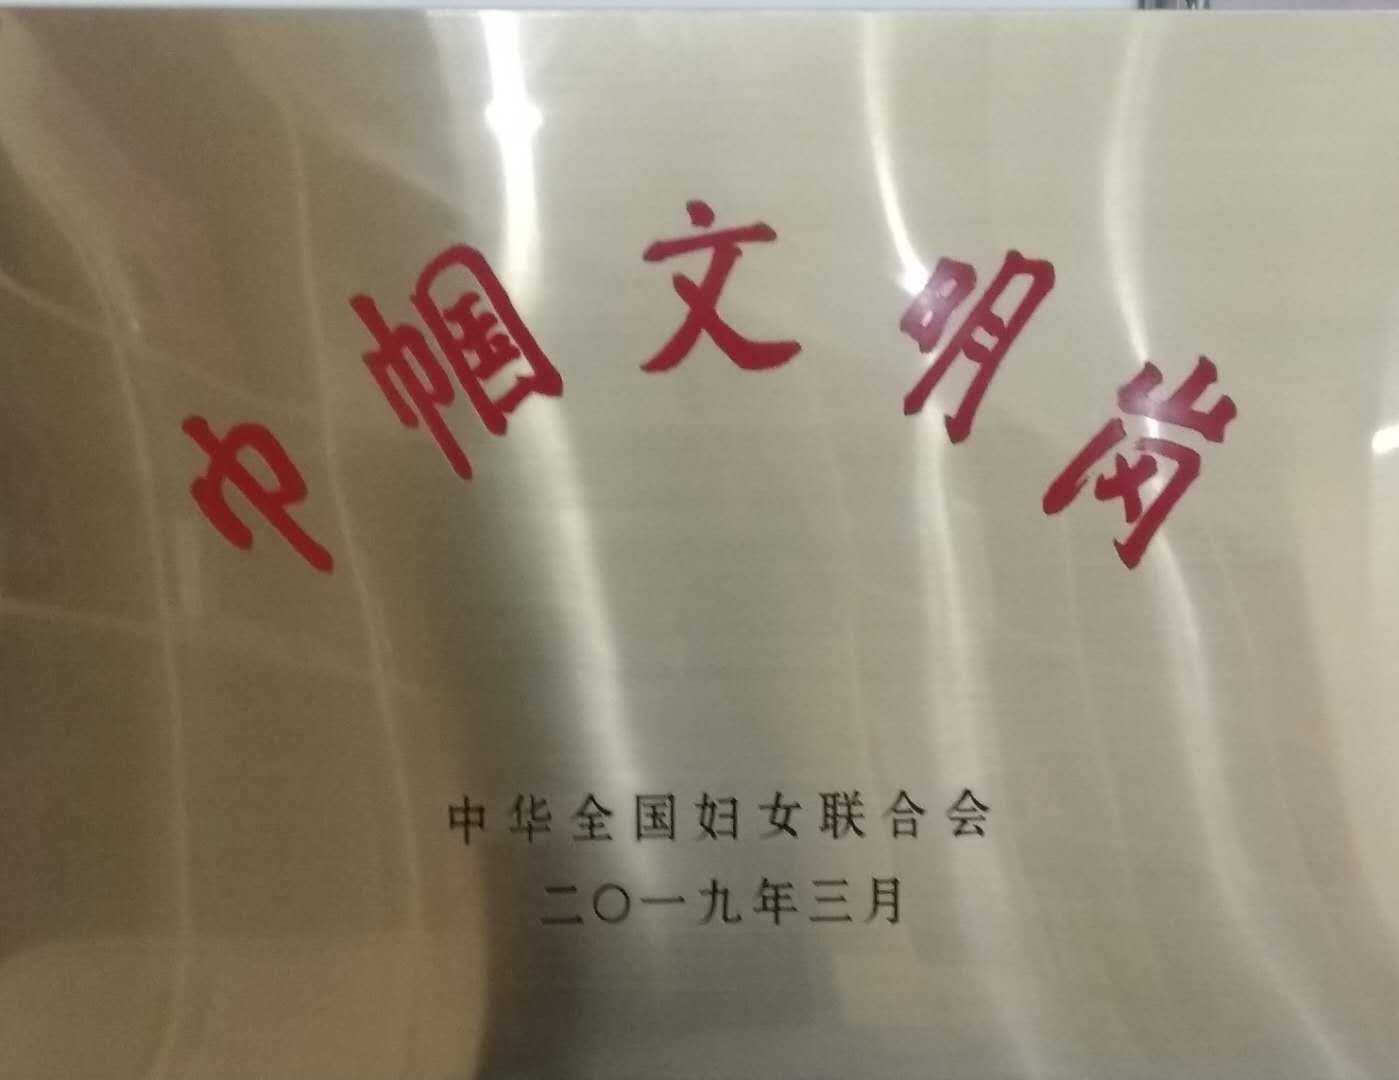 巾帼文明岗
中华全国妇女联合会
二〇一九年三月